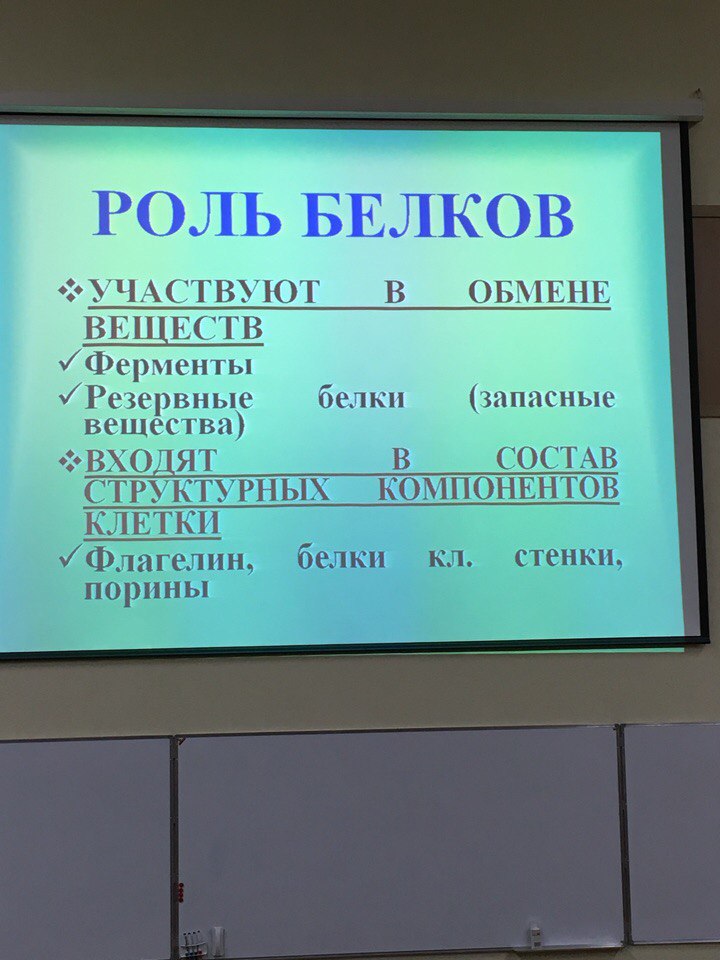 РОЛЬ БЕЛКОВ
❖УЧАСТВУЮТ В ОБМЕНЕ
ВЕЩЕСТВ
✓Ферменты
✓Резервные белки (запасные
вещества)
❖ВХОДЯТ В СОСТАВ
СТРУКТУРНЫХ КОМПОНЕНТОВ
КЛЕТКИ
✓Флагелин, белки кл. стенки,
порины